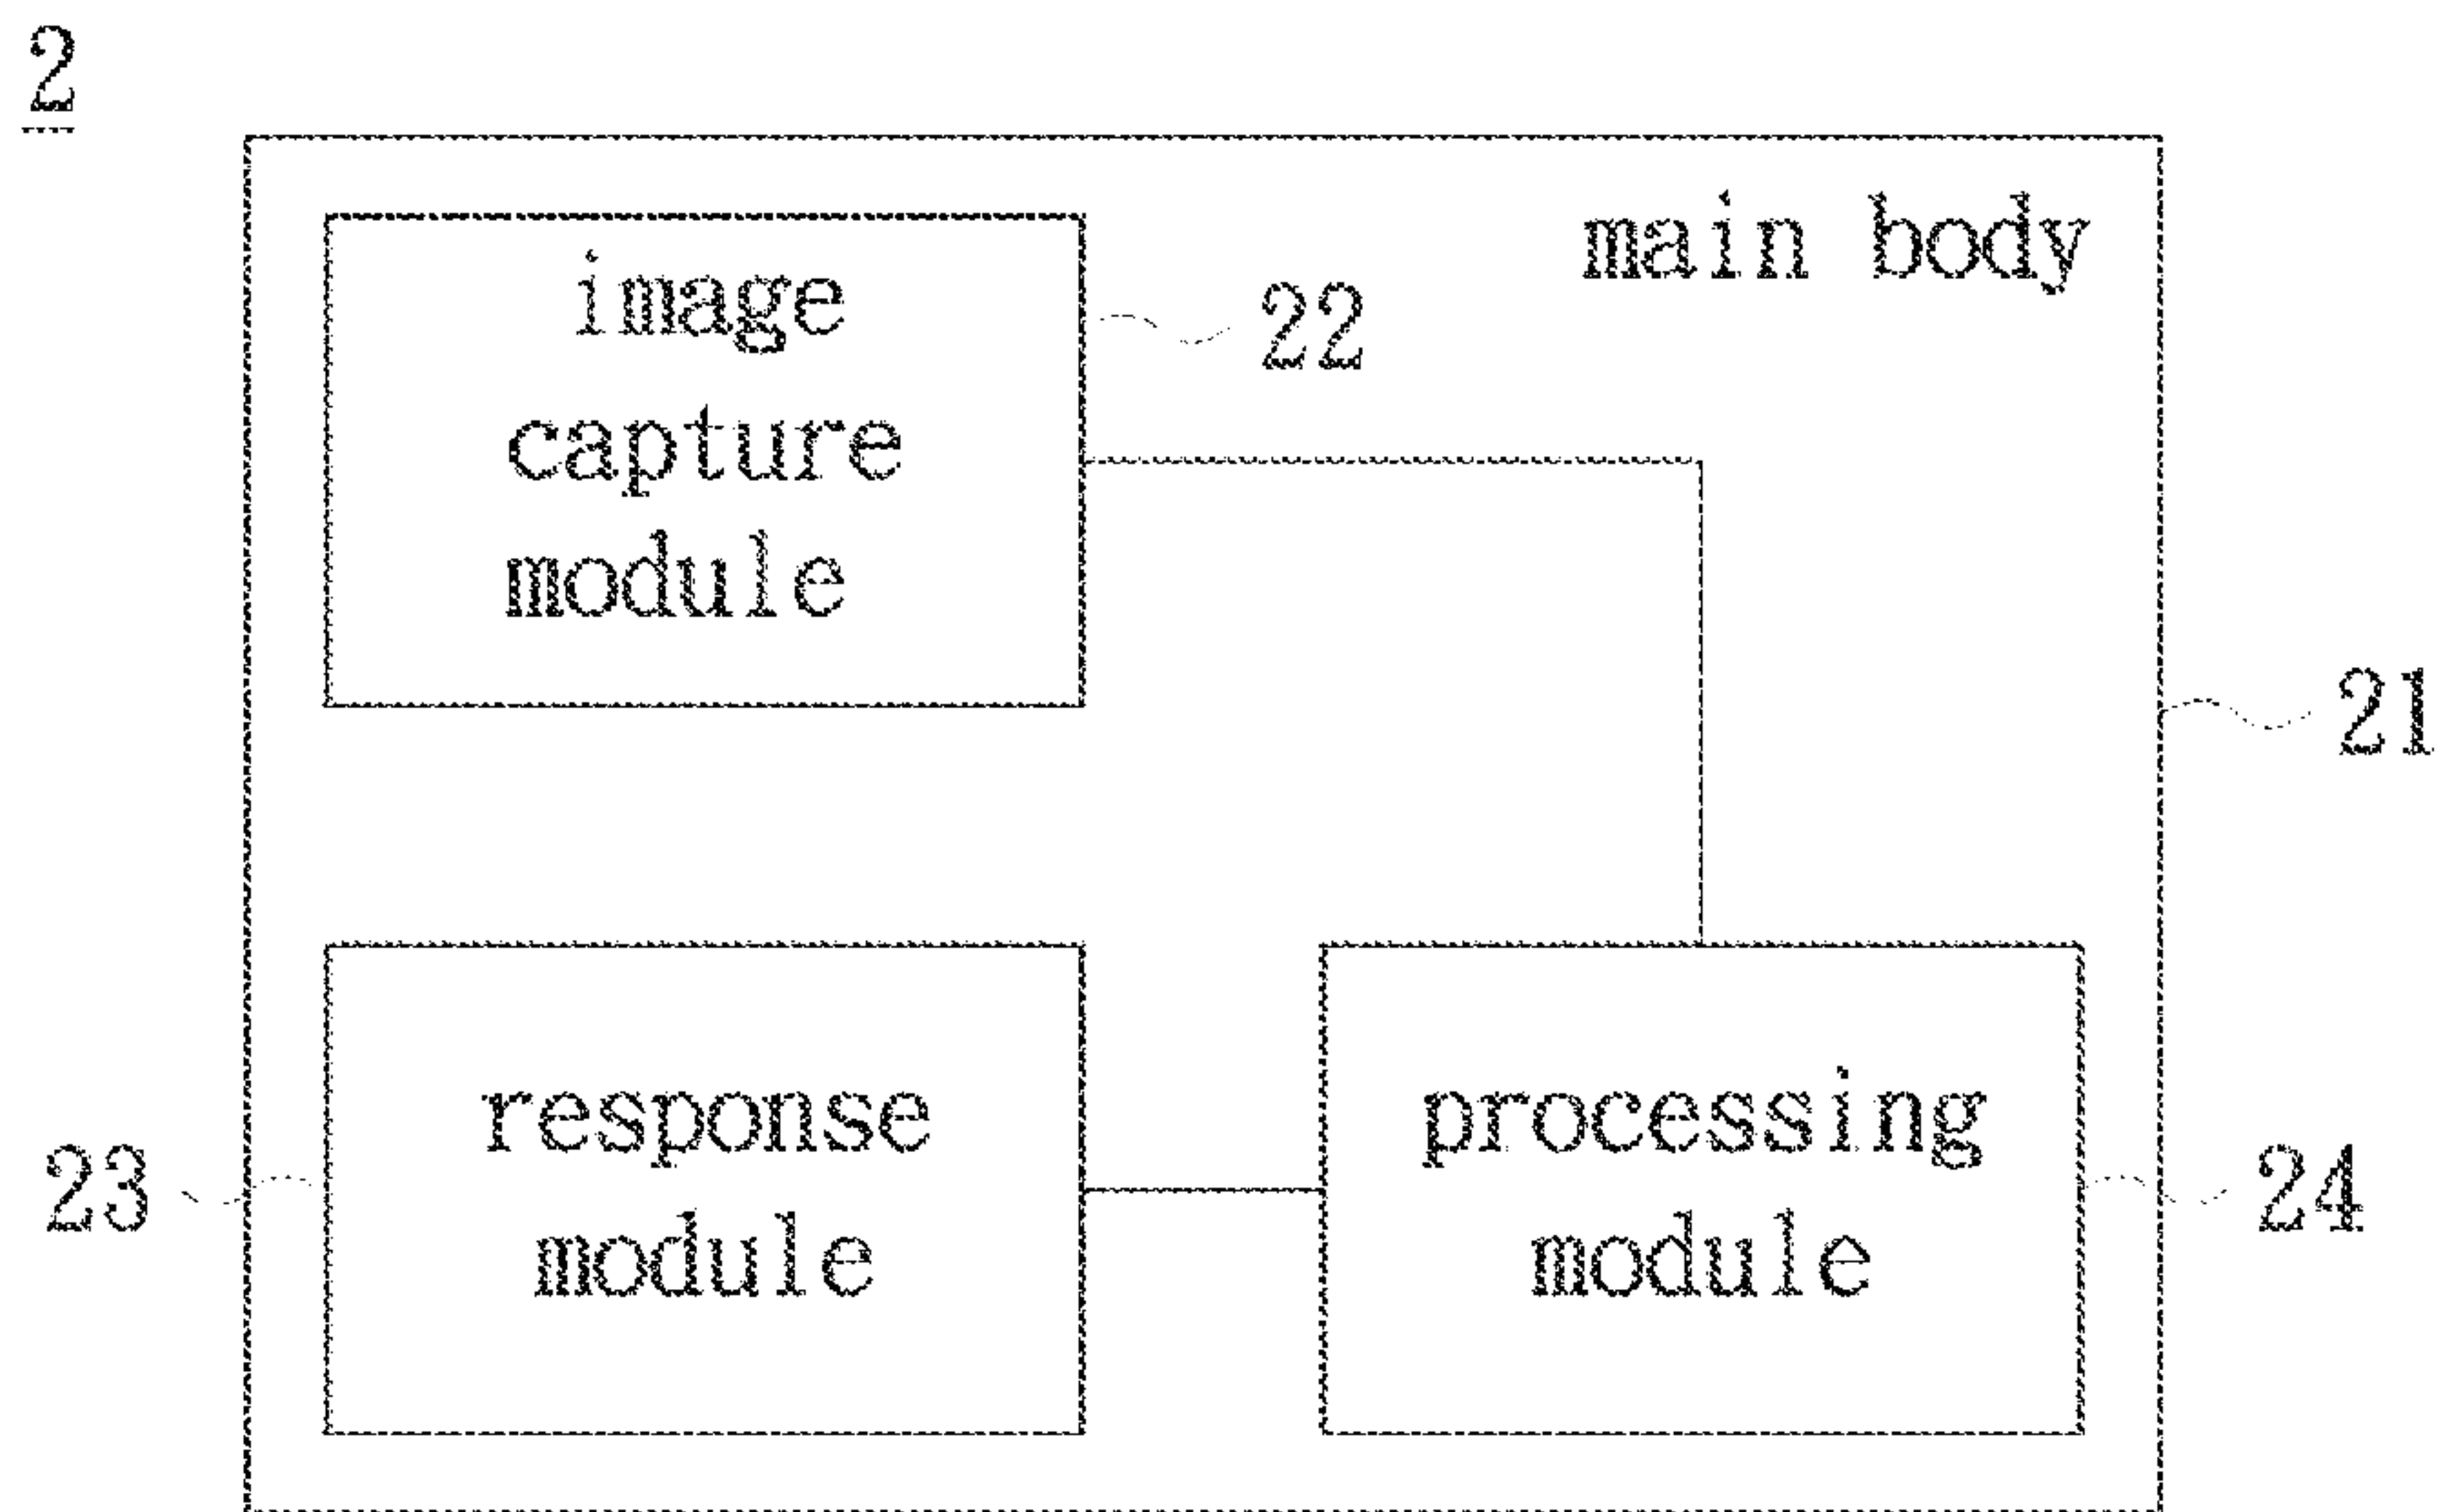 2
main body
image
capture
module
22
21
response
module
23
processing
module
24